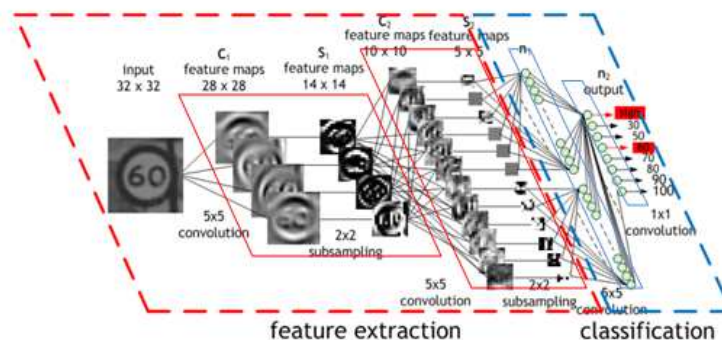 input
32 x 32
C1
feature maps
28 x 28
S1
feature maps
14 x 14
C2
feature maps
10 x 10
S2
feature maps
5 x 5
n1
n2
output
30
50
60
70
80
90
100
5x5
convolution
2x2
subsampling
5x5
convolution
2x2
subsampling
5x5
convolution
1x1
convolution
60
feature extraction
classification